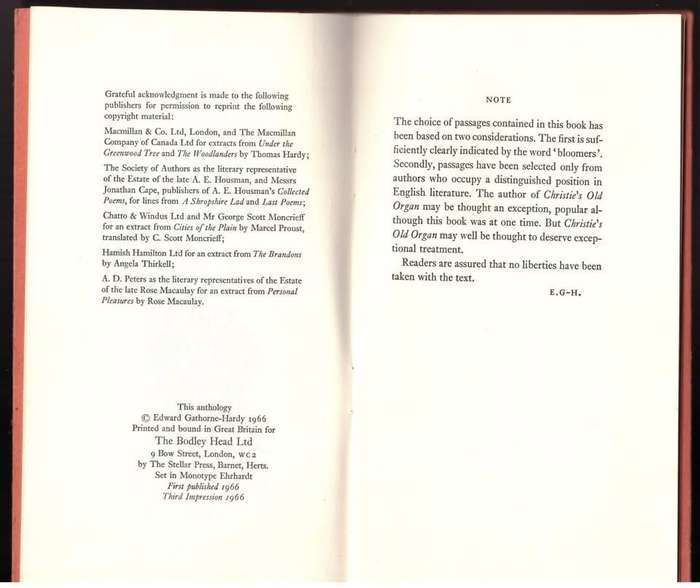 Grateful acknowledgment is made to the following
publishers for permission to reprint the following
copyright material:
Macmillan & Co. Ltd, London, and The Macmillan
Company of Canada Ltd for extracts from Under the
Greenwood Tree and The Woodlanders by Thomas Hardy;
The Society of Authors as the literary representative
of the Estate of the late A. E. Housman, and Messrs
Jonathan Cape, publishers of A. E. Housman's Collected
Poems, for lines from A Shropshire Lad and Last Poems;
Chatto & Windus Ltd and Mr George Scott Moncrieff
for an extract from Cities of the Plain by Marcel Proust,
translated by C. Scott Moncrieff;
Hamish Hamilton Ltd for an extract from The Brandons
by Angela Thirkell;
A. D. Peters as the literary representatives of the Estate
of the late Rose Macaulay for an extract from Personal
Pleasures by Rose Macaulay.
This anthology
© Edward Gathorne-Hardy 1966
Printed and bound in Great Britain for
The Bodley Head Ltd
9 Bow Street, London, WC2
by The Stellar Press, Barnet, Herts.
Set in Monotype Ehrhardt
First published 1966
Third Impression 1966
NOTE
The choice of passages contained in this book has
been based on two considerations. The first is suf-
ficiently clearly indicated by the word 'bloomers'.
Secondly, passages have been selected only from
authors who occupy a distinguished position in
English literature. The author of Christie's Old
Organ may be thought an exception, popular al-
though this book was at one time. But Christie's
Old Organ may well be thought to deserve excep-
tional treatment.
Readers are assured that no liberties have been
taken with the text.
E.G-H.